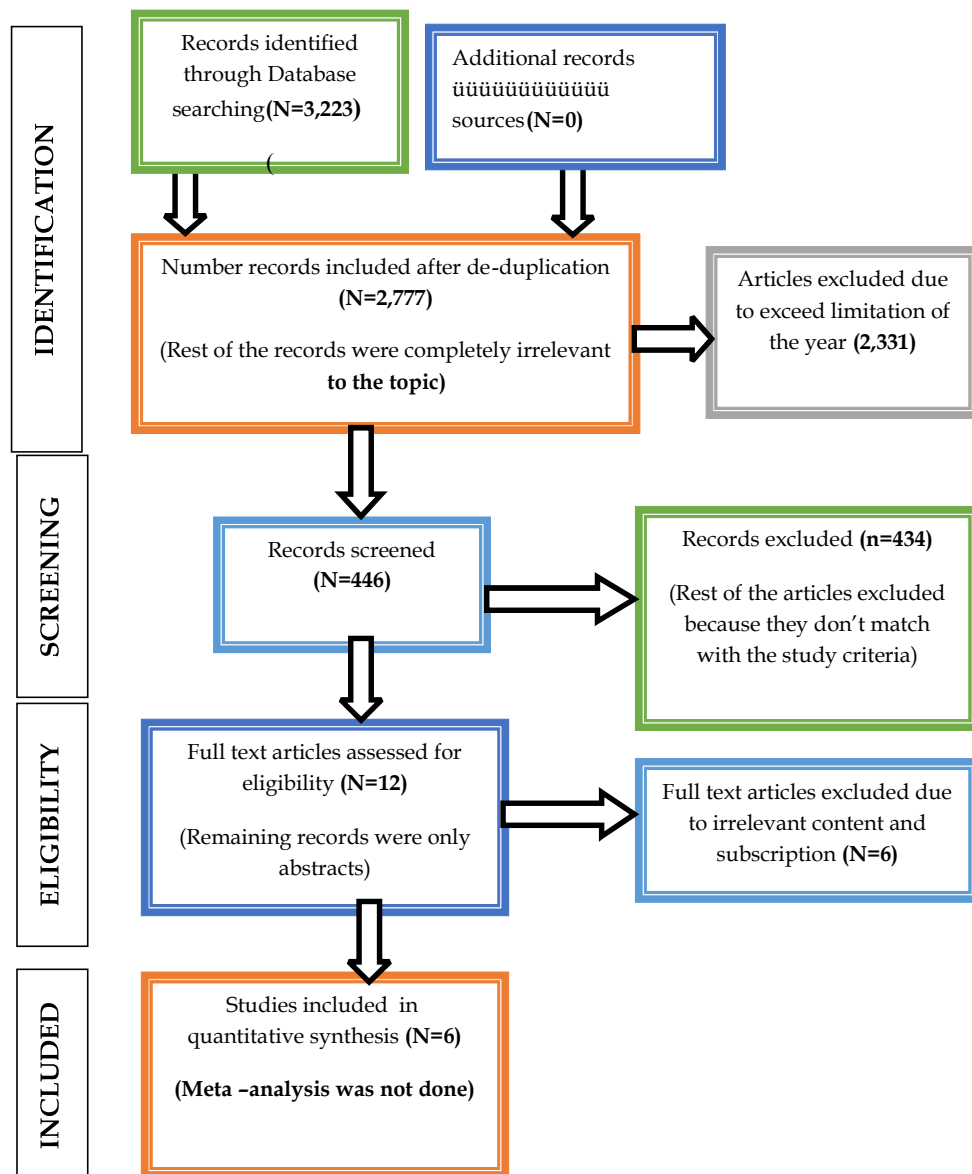 IDENTIFICATION
Records identified
through Database
searching(N=3,223)
(
Additional records
üüüüüüüüüüüü
sources(N=0)
Number records included after de-duplication
(N=2,777)
(Rest of the records were completely irrelevant
to the topic)
Articles excluded due
to exceed limitation of
the year (2,331)
SCREENING
Records screened
(N=446)
Records excluded (n=434)
(Rest of the articles excluded
because they don’t match
with the study criteria)
ELIGIBILITY
Full text articles assessed for
eligibility (N=12)
(Remaining records were only
abstracts)
Full text articles excluded due
to irrelevant content and
subscription (N=6)
INCLUDED
Studies included in
quantitative synthesis (N=6)
(Meta –analysis was not done)